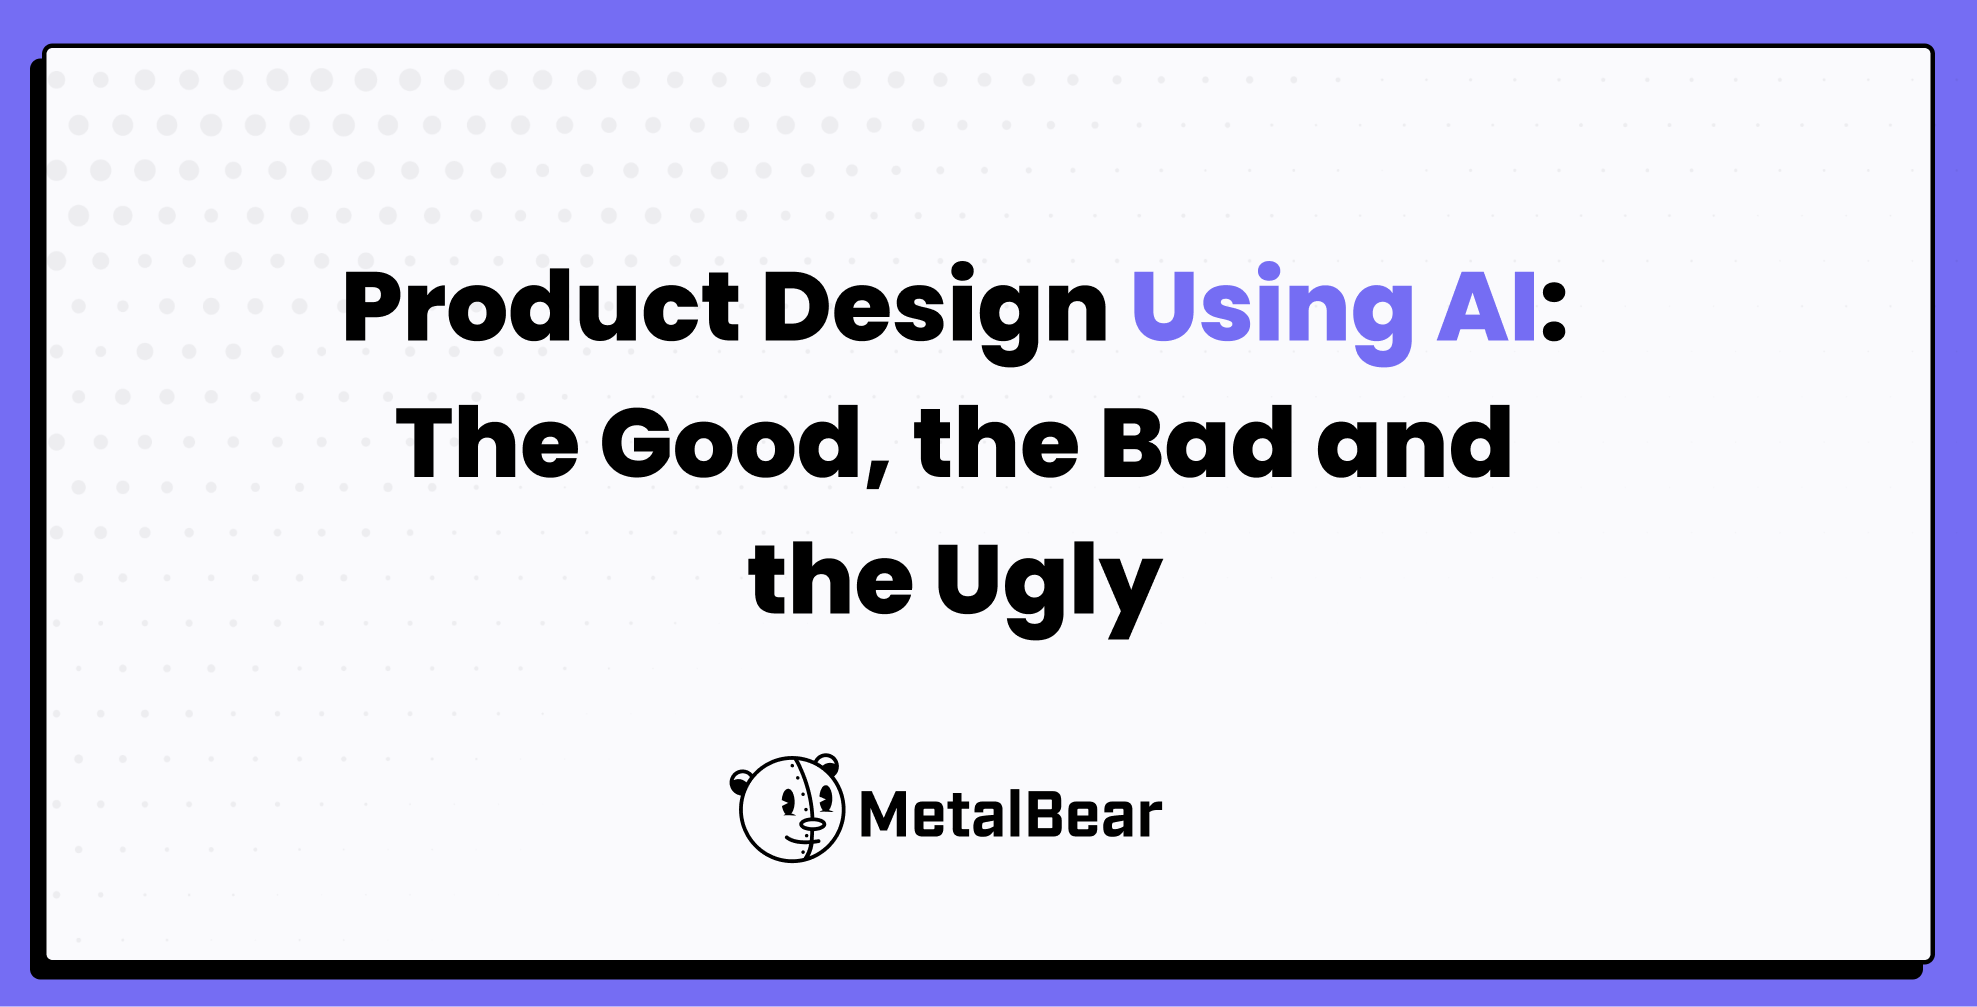 Product Design Using AI:
The Good, the Bad and
the Ugly
MetalBear